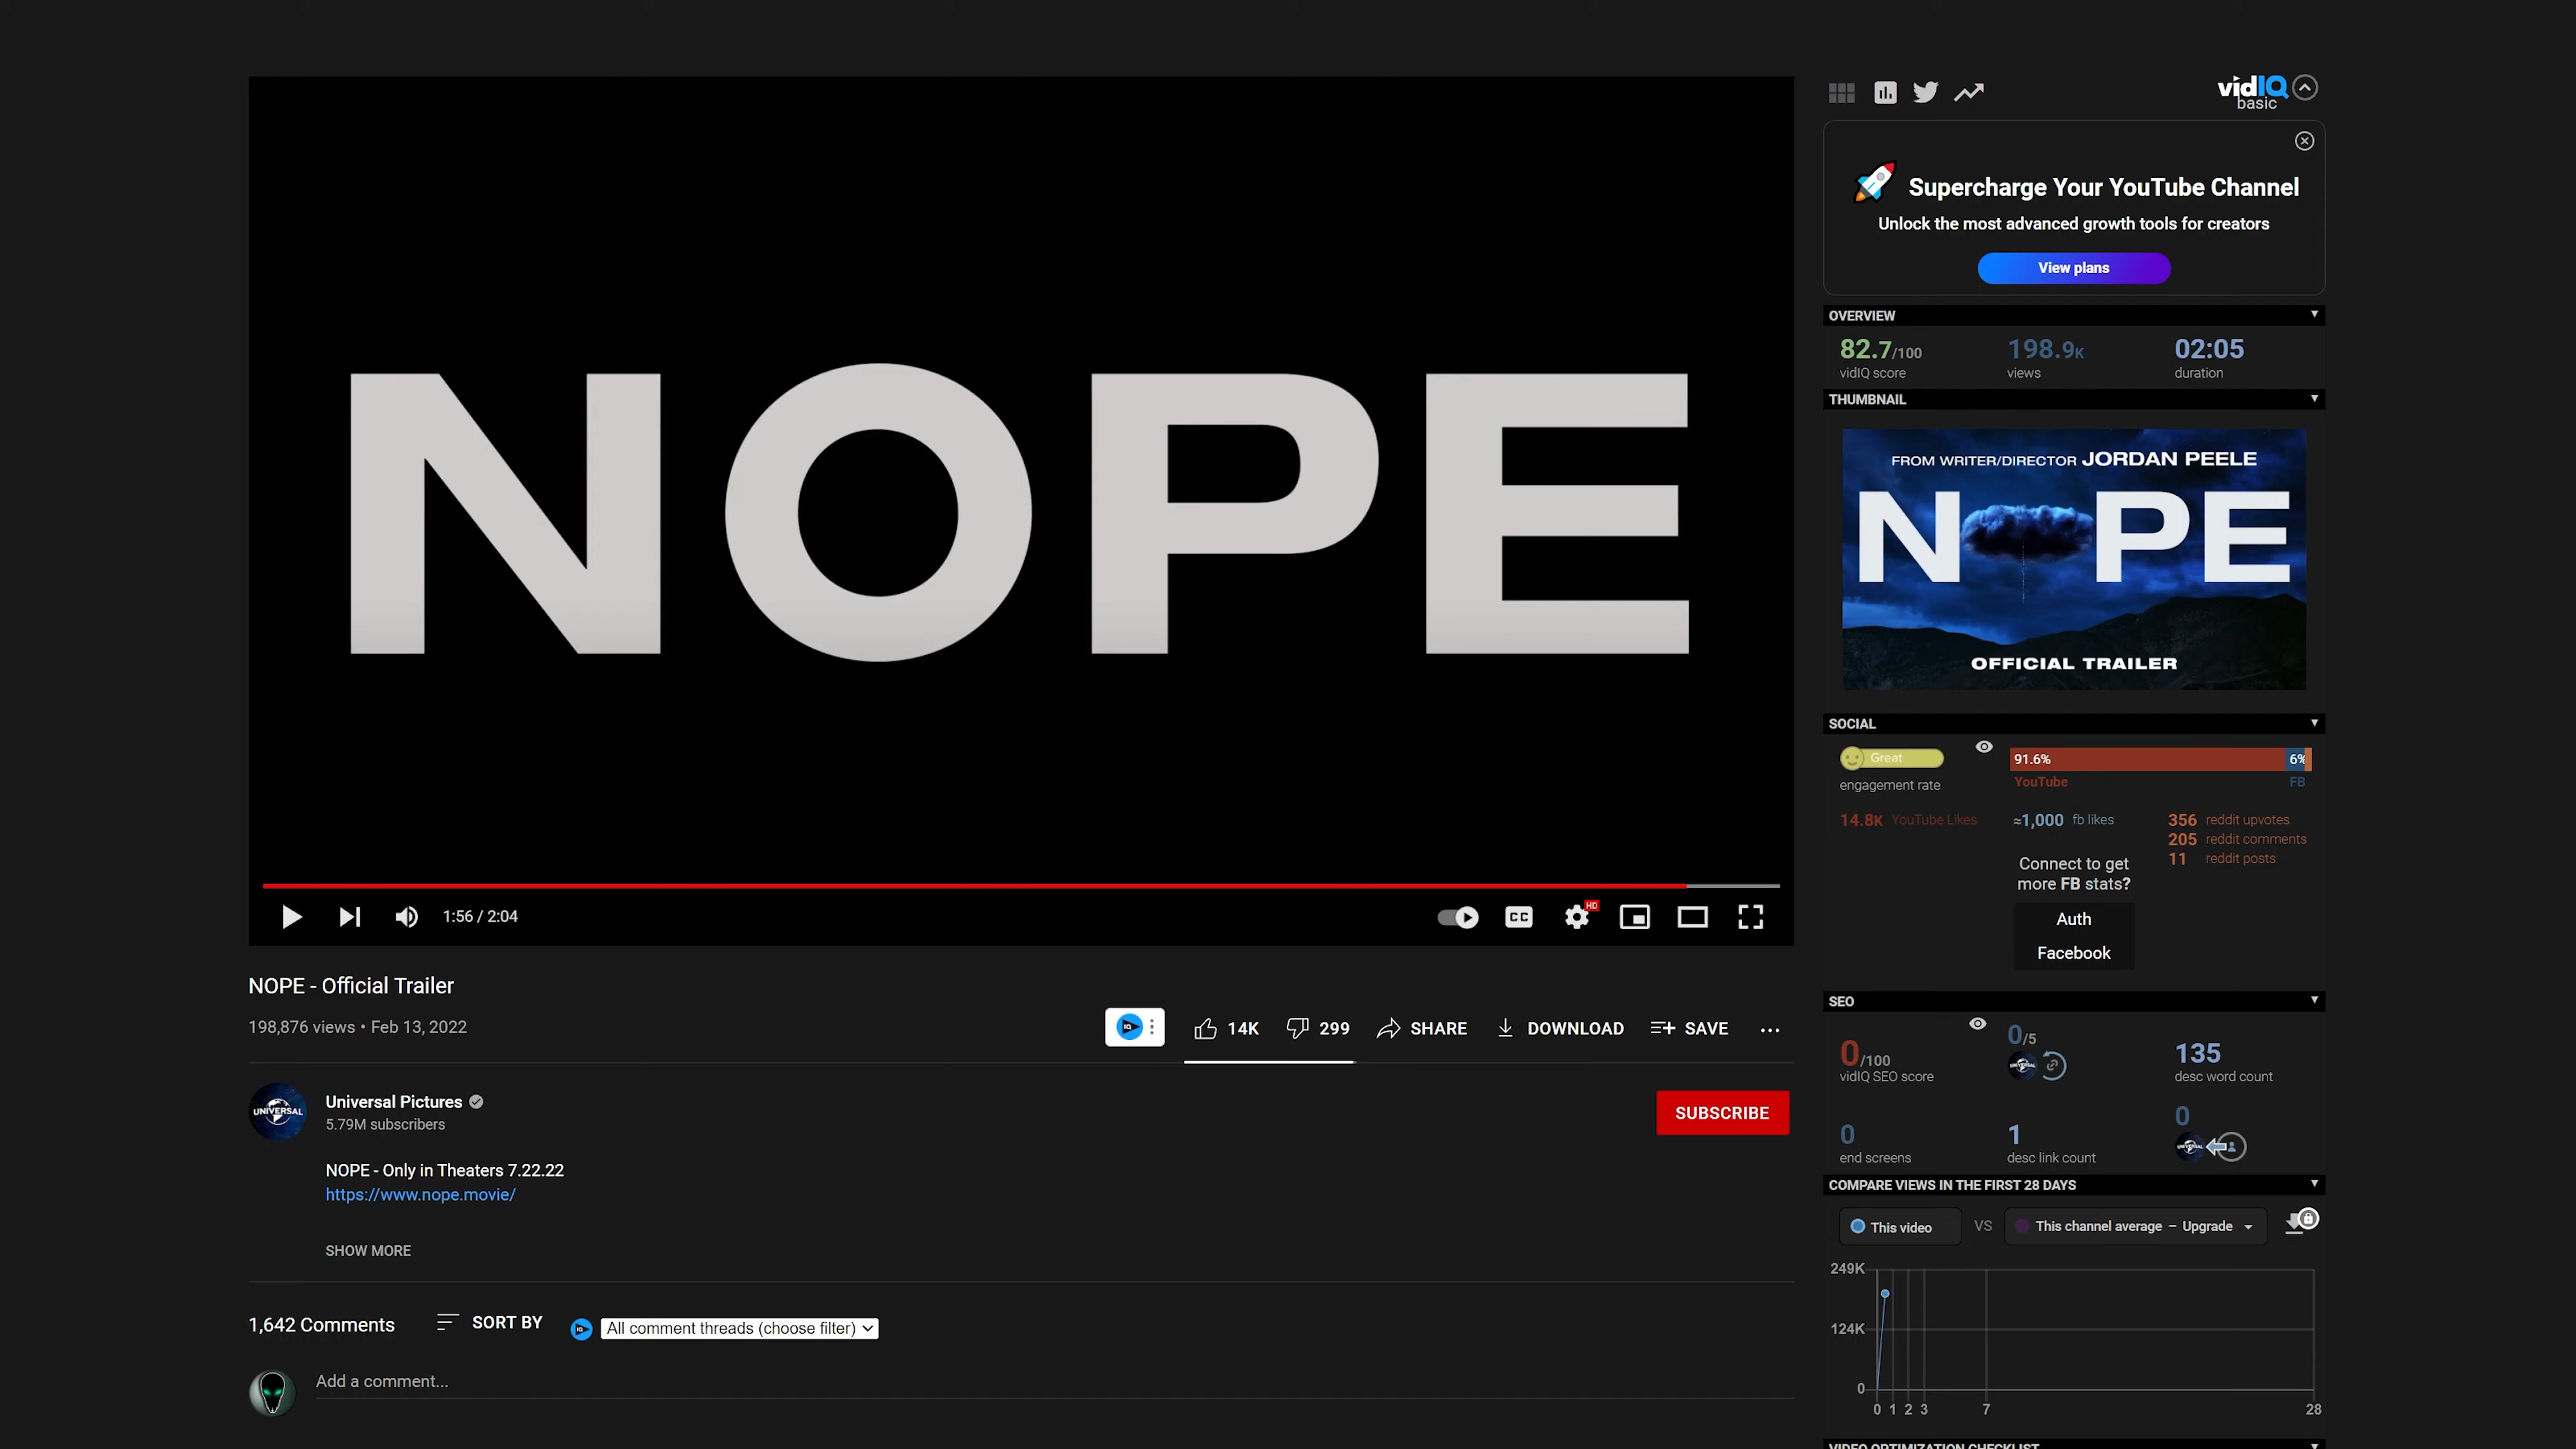 NOPE
1:56 / 2:04
CC
HD
NOPE - Official Trailer
198,876 views • Feb 13, 2022
IQ
14K
299
SHARE
DOWNLOAD
SAVE
UNIVERSAL
Universal Pictures
5.79M subscribers
SUBSCRIBE
NOPE - Only in Theaters 7.22.22
https://www.nope.movie/
SHOW MORE
1,642 Comments
SORT BY
All comment threads (choose filter)
Add a comment...
vidIQ
basic
Supercharge Your YouTube Channel
Unlock the most advanced growth tools for creators
View plans
OVERVIEW
82.7/100
vidIQ score
198.9K
views
02:05
duration
THUMBNAIL
FROM WRITER/DIRECTOR JORDAN PEELE
N PE
OFFICIAL TRAILER
SOCIAL
Great
engagement rate
91.6%
6%
YouTube
FB
14.8K YouTube Likes
≈1,000 fb likes
356 reddit upvotes
205 reddit comments
11 reddit posts
Connect to get
more FB stats?
Auth
Facebook
SEO
0/100
vidIQ SEO score
0/5
135
desc word count
0
end screens
1
desc link count
0
COMPARE VIEWS IN THE FIRST 28 DAYS
This video
VS
This channel average – Upgrade
249K
124K
0
0 1 2 3 7 28
VIDEO OPTIMIZATION CHECKLIST